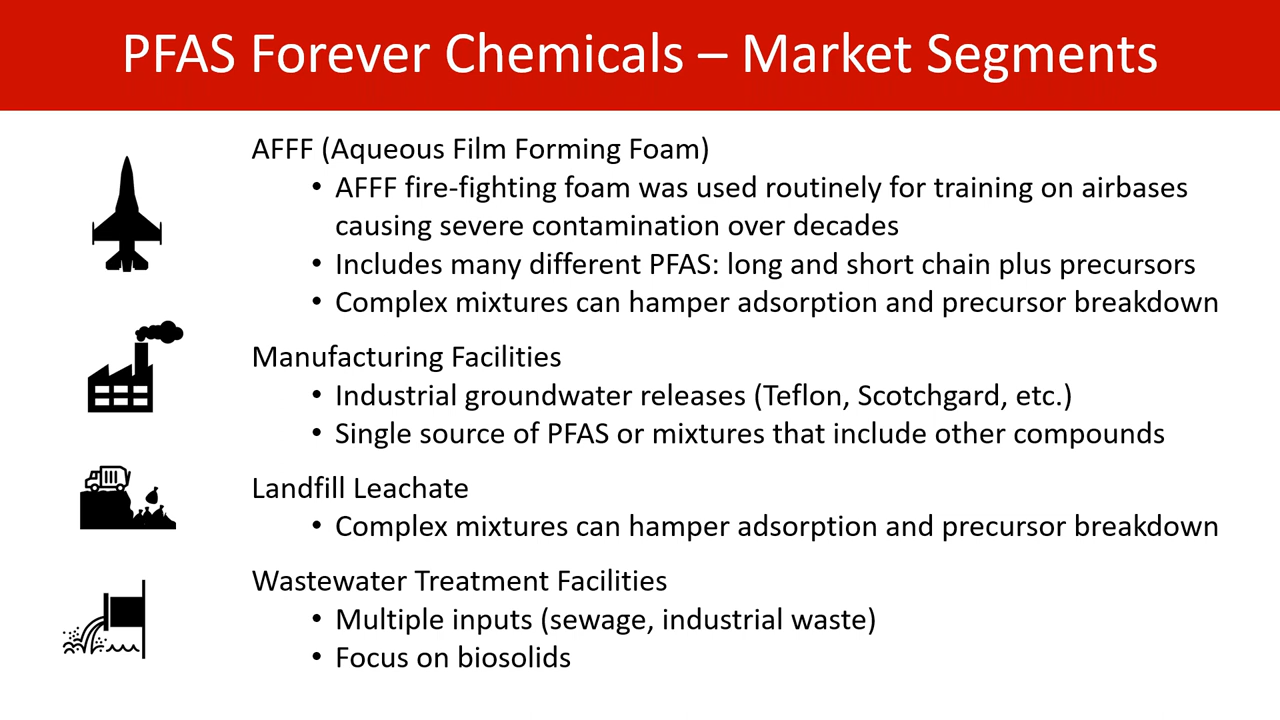 PFAS Forever Chemicals – Market Segments
AFFF (Aqueous Film Forming Foam)
• AFFF fire-fighting foam was used routinely for training on airbases
causing severe contamination over decades
• Includes many different PFAS: long and short chain plus precursors
• Complex mixtures can hamper adsorption and precursor breakdown
Manufacturing Facilities
• Industrial groundwater releases (Teflon, Scotchgard, etc.)
• Single source of PFAS or mixtures that include other compounds
Landfill Leachate
• Complex mixtures can hamper adsorption and precursor breakdown
Wastewater Treatment Facilities
• Multiple inputs (sewage, industrial waste)
• Focus on biosolids